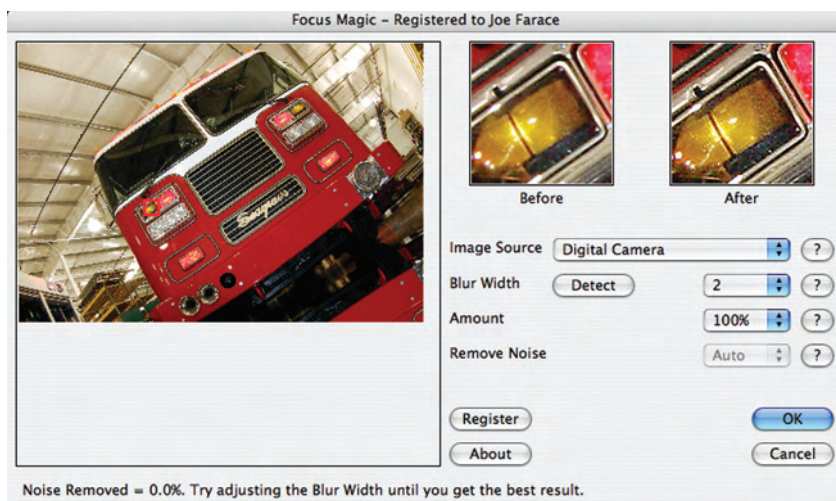 Focus Magic – Registered to Joe Farace
Seagrave
Before
After
Image Source
Digital Camera
?
Blur Width
Detect
2
?
Amount
100%
?
Remove Noise
Auto
?
Register
OK
About
Cancel
Noise Removed = 0.0%. Try adjusting the Blur Width until you get the best result.